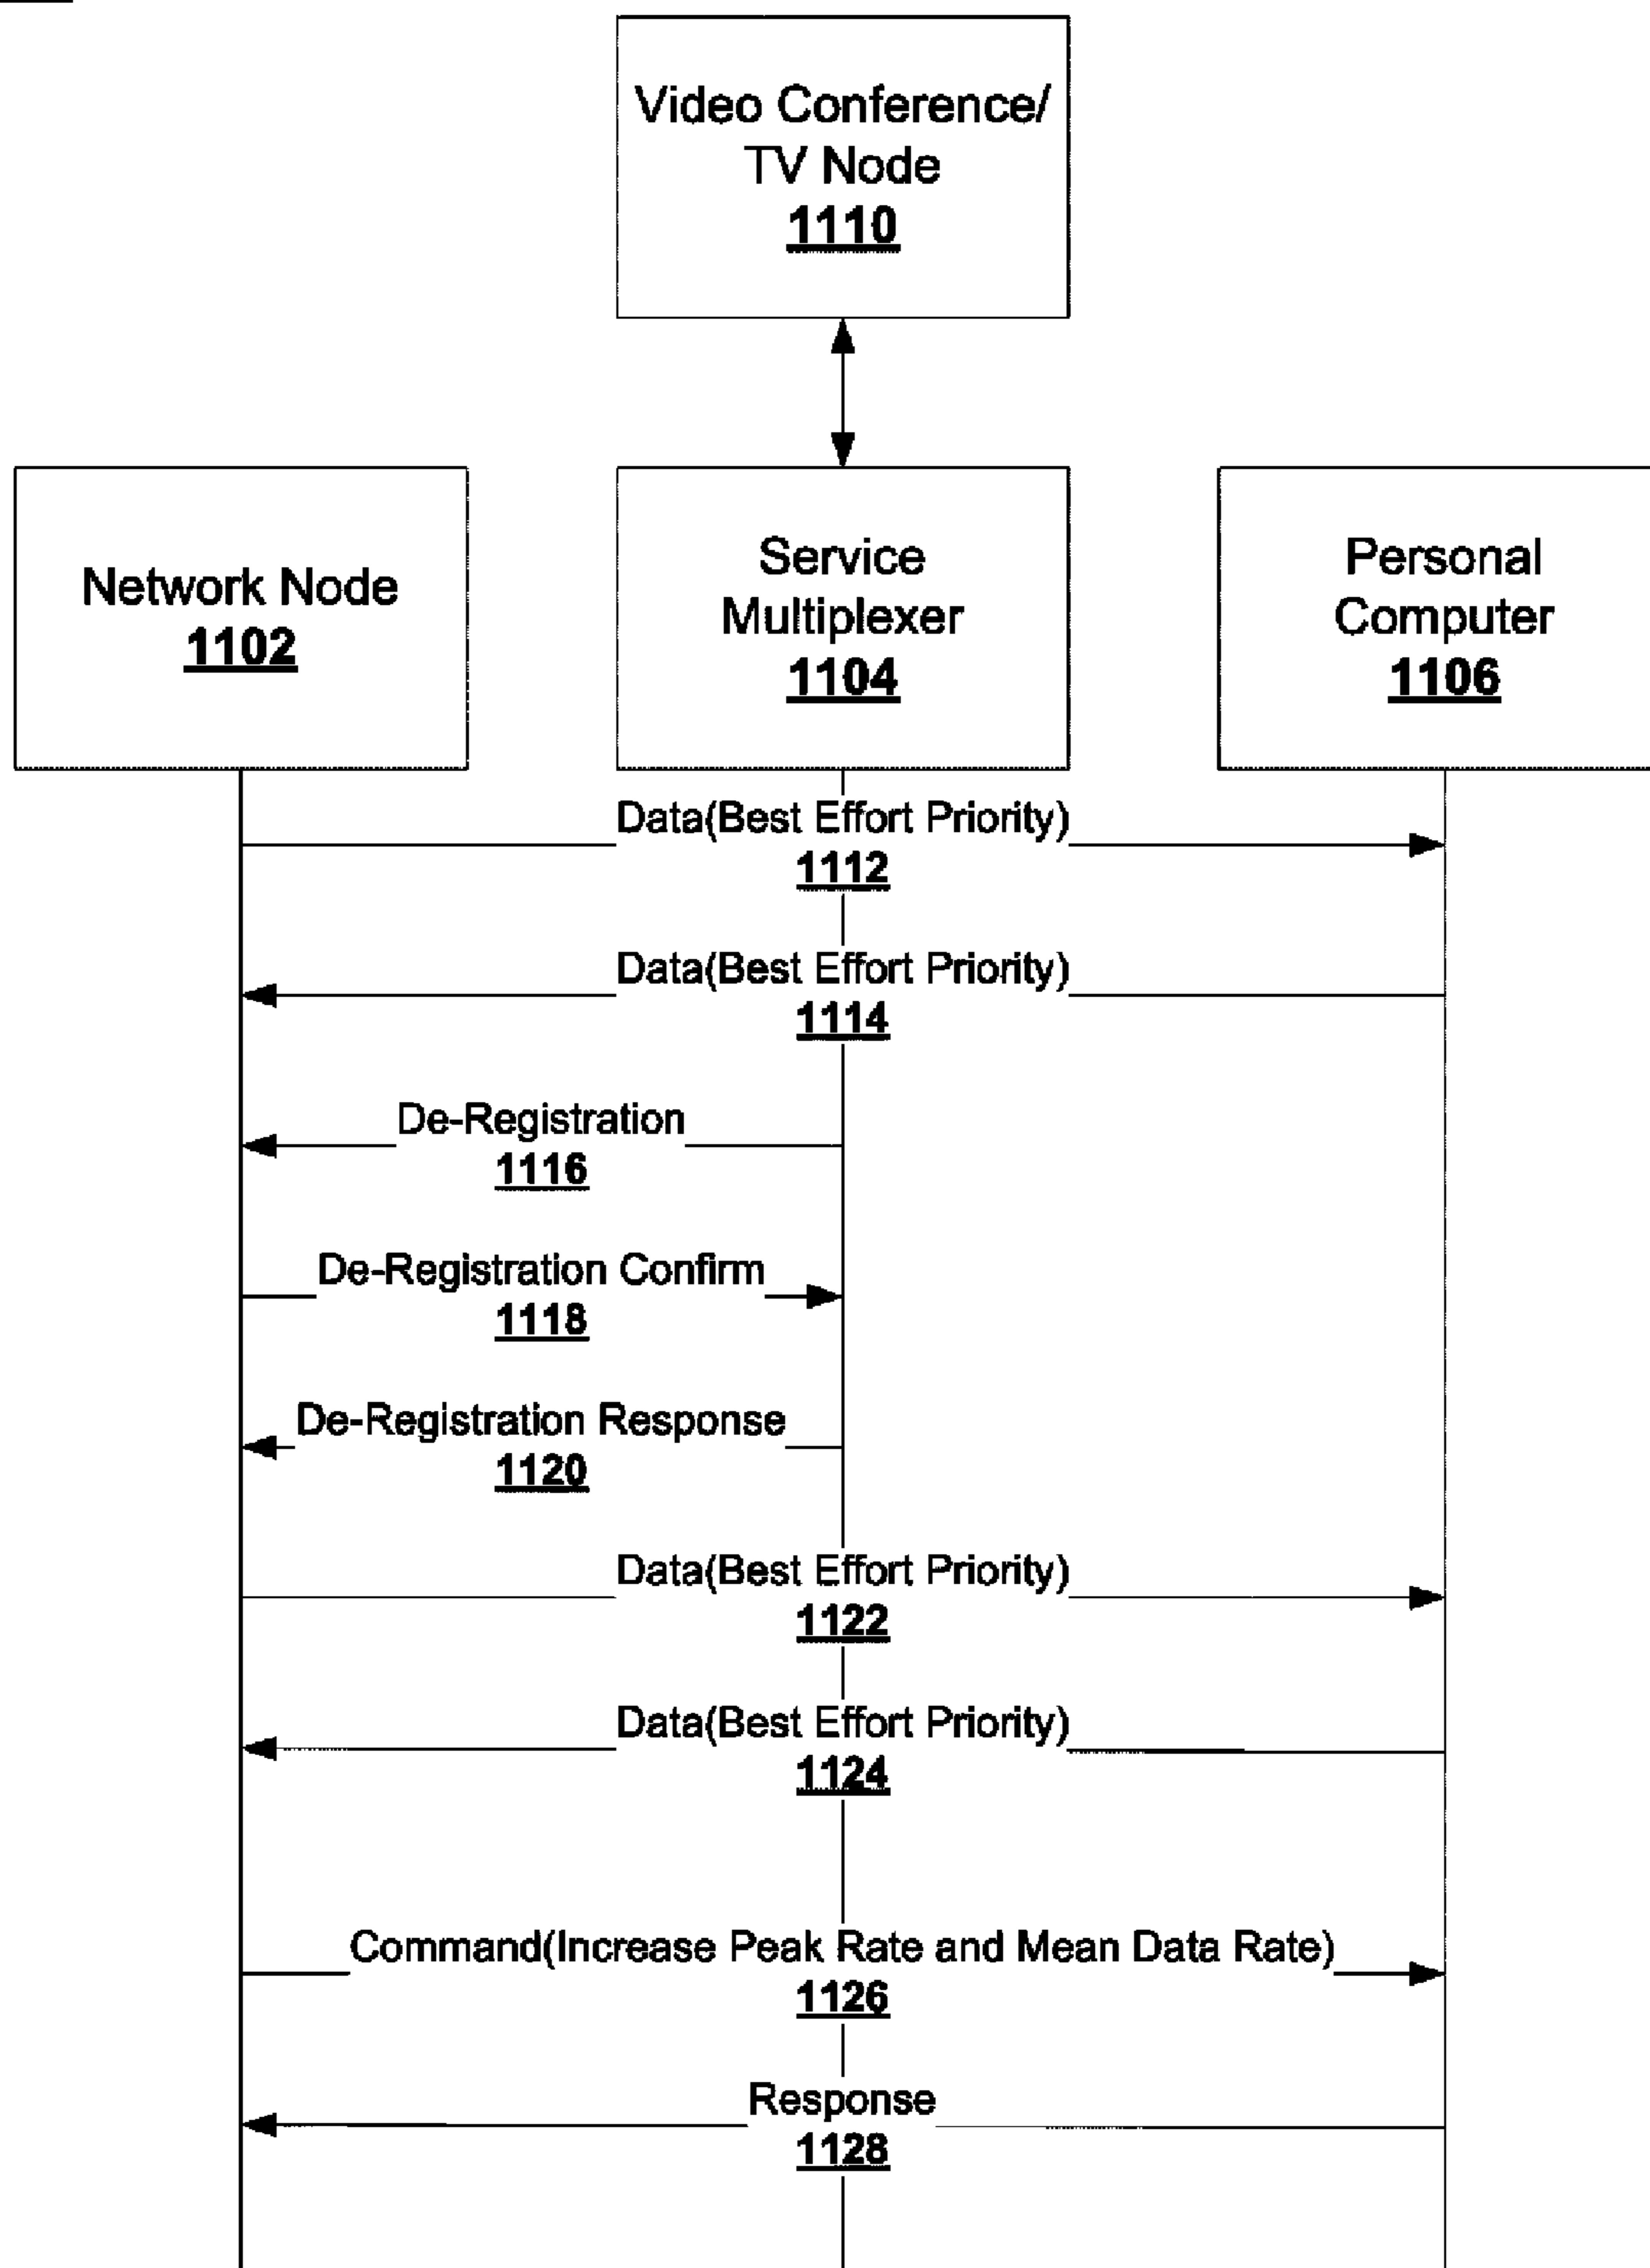 Video Conference/
TV Node
1110
Network Node
1102
Service
Multiplexer
1104
Personal
Computer
1106
Data(Best Effort Priority)
1112
Data(Best Effort Priority)
1114
De-Registration
1116
De-Registration Confirm
1118
De-Registration Response
1120
Data(Best Effort Priority)
1122
Data(Best Effort Priority)
1124
Command(Increase Peak Rate and Mean Data Rate)
1126
Response
1128